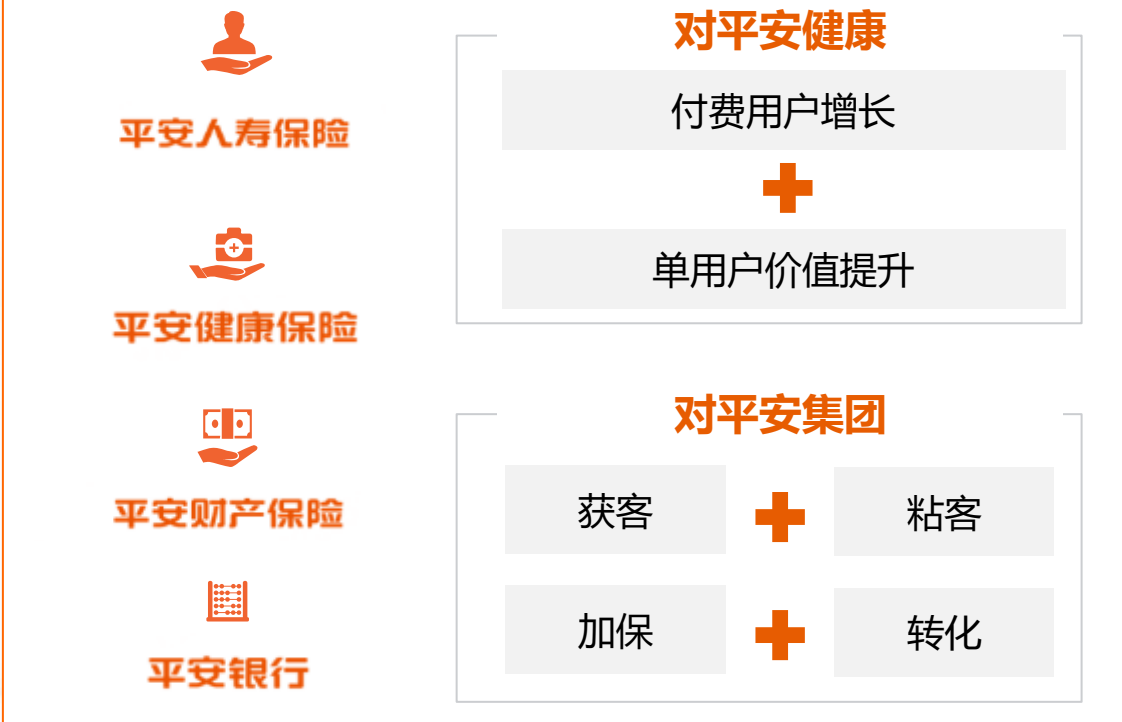 平安人寿保险
平安健康保险
平安财产保险
平安银行
对平安健康
付费用户增长
单用户价值提升
对平安集团
获客
粘客
加保
转化